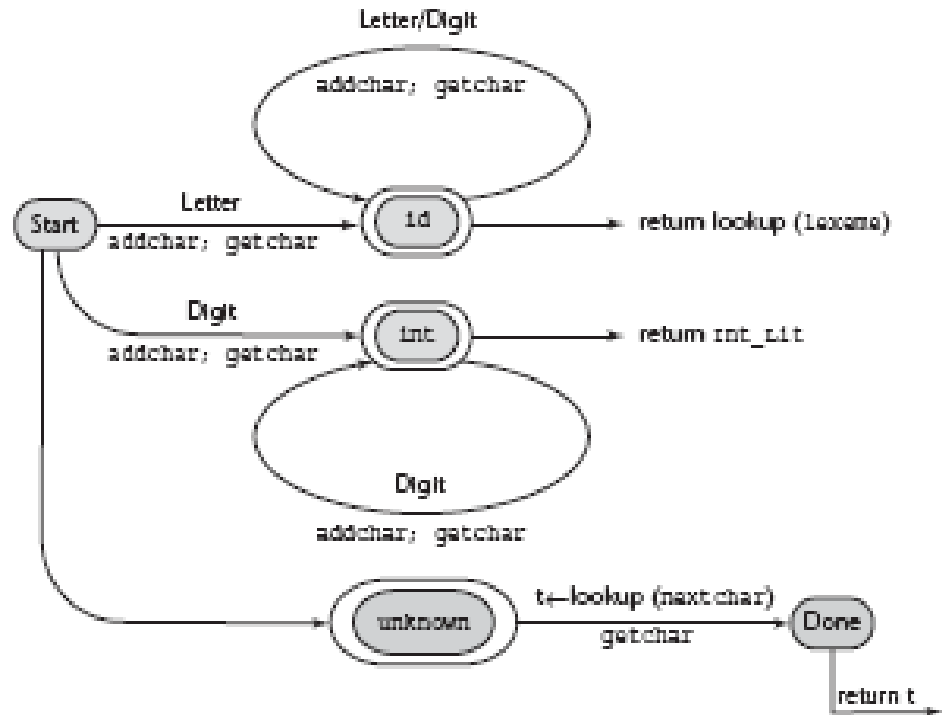 Letter/Digit
addchar; getchar
Start
Letter
addchar; getchar
id
return lookup (lexeme)
Digit
addchar; getchar
int
return Int_Lit
Digit
addchar; getchar
unknown
t←lookup (nextchar)
getchar
Done
return t